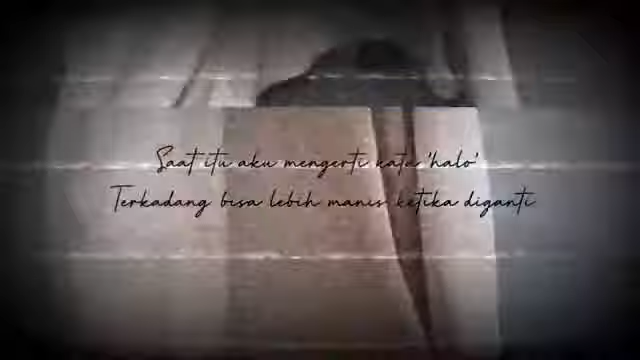 Saat itu aku mengerti kata 'halo'
Terkadang bisa lebih manis ketika diganti